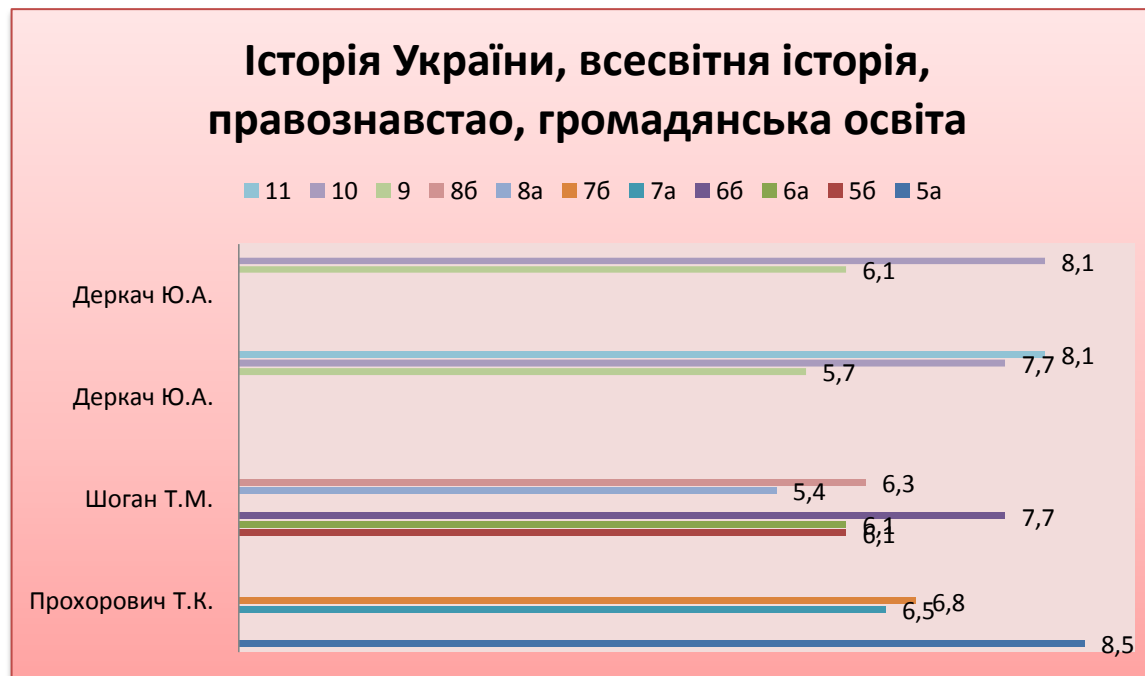 Історія України, всесвітня історія,
правознавстао, громадянська освіта
11 10 9 8б 8а 7б 7а 6б 6а 5б 5а
8,1
6,1
Деркач Ю.А.
8,1
7,7
5,7
Деркач Ю.А.
6,3
5,4
Шоган Т.М.
7,7
6,1
6,1
Прохорович Т.К.
6,8
6,5
8,5